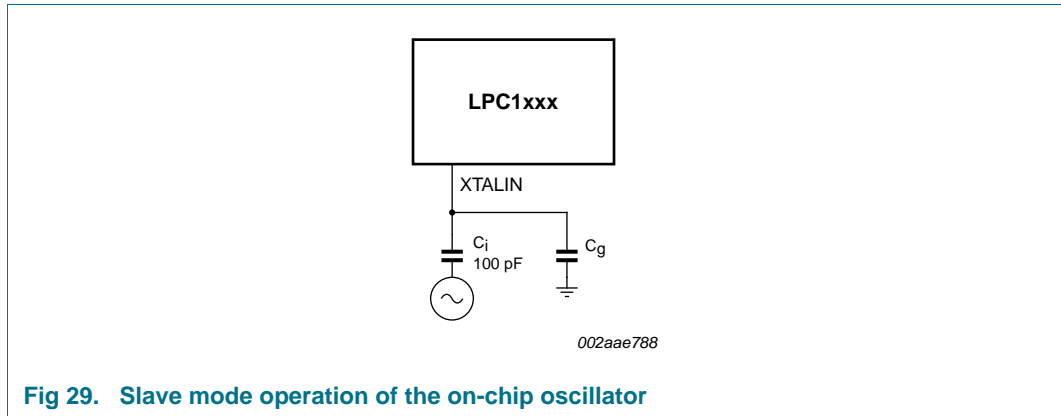 LPC1xxx
XTALIN
Ci
100 pF
Cg
002aae788
Fig 29. Slave mode operation of the on-chip oscillator